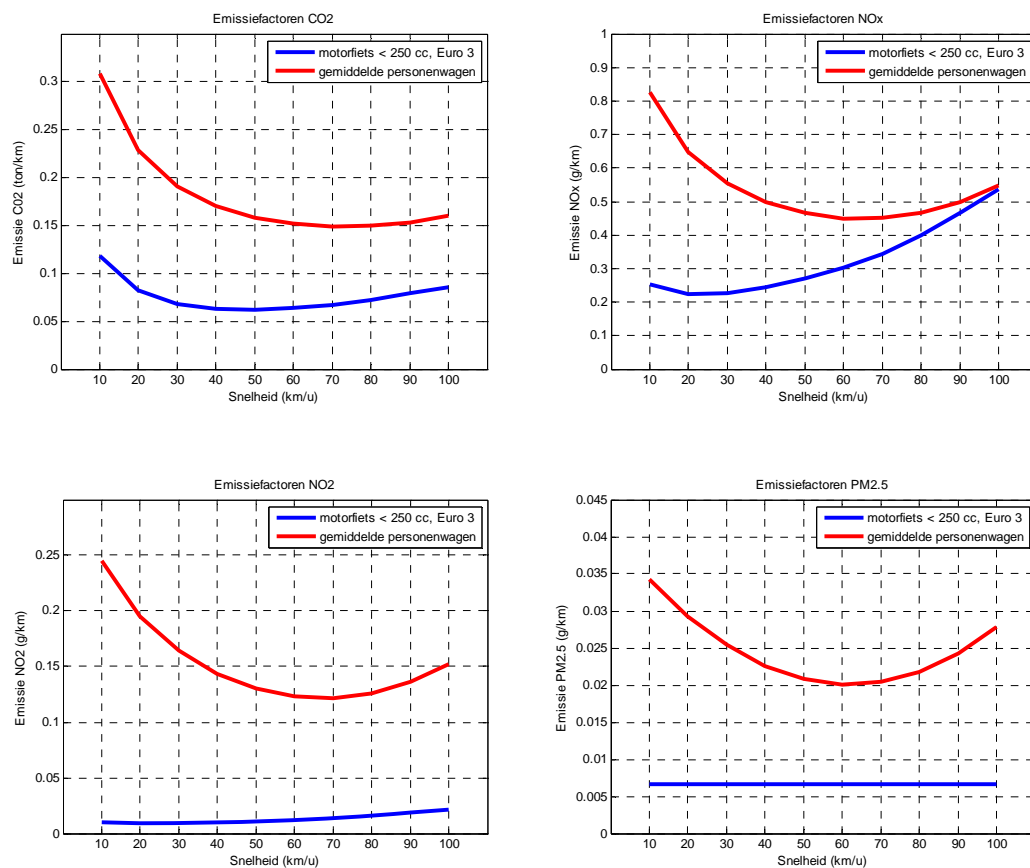 Emissiefactoren CO2
motorfiets < 250 cc, Euro 3
gemiddelde personenwagen
Emissie C02 (ton/km)
0.3
0.25
0.2
0.15
0.1
0.05
0
10 20 30 40 50 60 70 80 90 100
Snelheid (km/u)
Emissiefactoren NOx
motorfiets < 250 cc, Euro 3
gemiddelde personenwagen
Emissie NOx (g/km)
1
0.9
0.8
0.7
0.6
0.5
0.4
0.3
0.2
0.1
0
10 20 30 40 50 60 70 80 90 100
Snelheid (km/u)
Emissiefactoren NO2
motorfiets < 250 cc, Euro 3
gemiddelde personenwagen
Emissie NO2 (g/km)
0.25
0.2
0.15
0.1
0.05
0
10 20 30 40 50 60 70 80 90 100
Snelheid (km/u)
Emissiefactoren PM2.5
motorfiets < 250 cc, Euro 3
gemiddelde personenwagen
Emissie PM2.5 (g/km)
0.045
0.04
0.035
0.03
0.025
0.02
0.015
0.01
0.005
0
10 20 30 40 50 60 70 80 90 100
Snelheid (km/u)